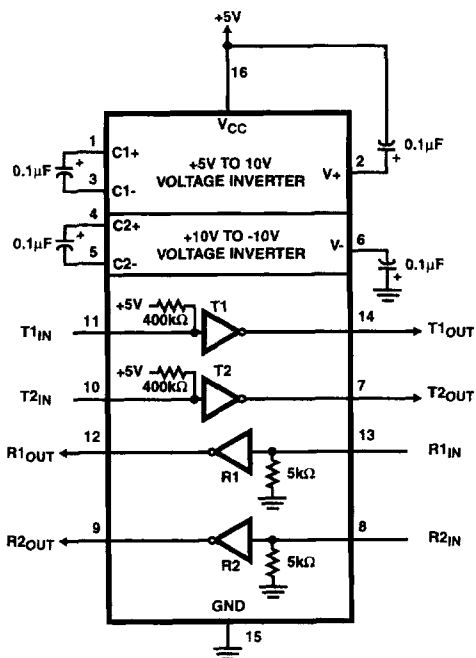 +5V
16
VCC
1
C1+
0.1µF
+
3
C1-
+5V TO 10V
VOLTAGE INVERTER
V+
2
0.1µF
+
4
C2+
0.1µF
+
5
C2-
+10V TO -10V
VOLTAGE INVERTER
V-
6
0.1µF
+
T1IN
11
+5V
400kΩ
T1
14
T1OUT
T2IN
10
+5V
400kΩ
T2
7
T2OUT
R1OUT
12
R1
13
R1IN
5kΩ
R2OUT
9
R2
8
R2IN
5kΩ
GND
15